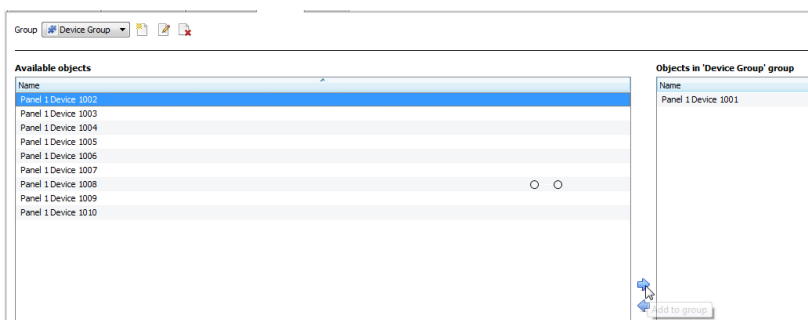 Group Device Group
Available objects
Name
Panel 1 Device 1002
Panel 1 Device 1003
Panel 1 Device 1004
Panel 1 Device 1005
Panel 1 Device 1006
Panel 1 Device 1007
Panel 1 Device 1008
Panel 1 Device 1009
Panel 1 Device 1010
Objects in 'Device Group' group
Name
Panel 1 Device 1001
Add to group